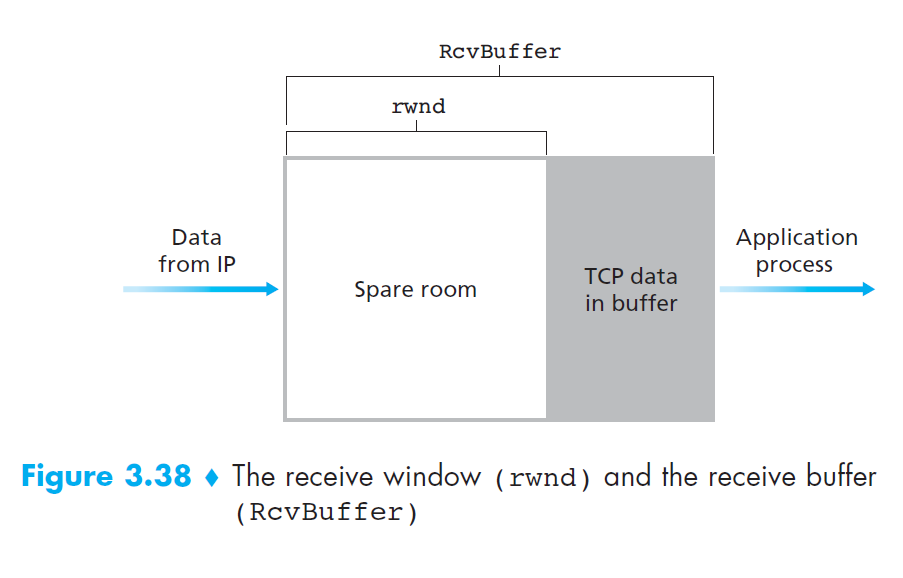 RcvBuffer
rwnd
Data
from IP
Spare room
TCP data
in buffer
Application
process
Figure 3.38 ♦ The receive window (rwnd) and the receive buffer
(RcvBuffer)